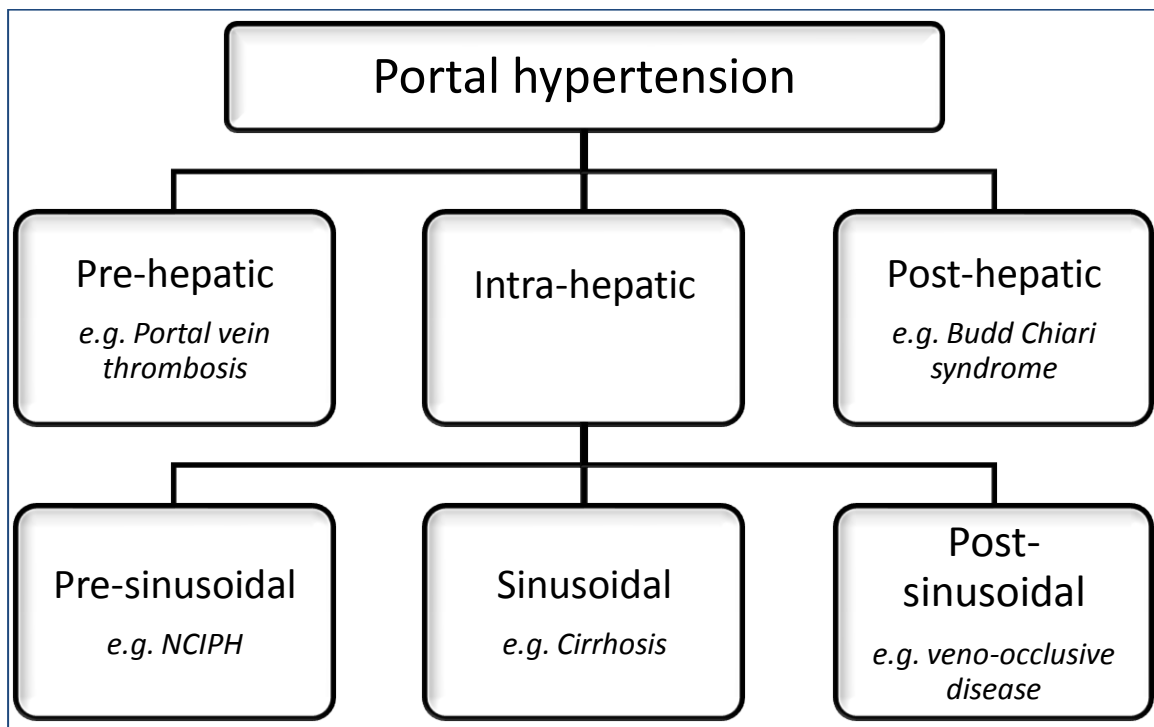 Portal hypertension
Pre-hepatic
e.g. Portal vein
thrombosis
Intra-hepatic
Post-hepatic
e.g. Budd Chiari
syndrome
Pre-sinusoidal
e.g. NCIPH
Sinusoidal
e.g. Cirrhosis
Post-
sinusoidal
e.g. veno-occlusive
disease